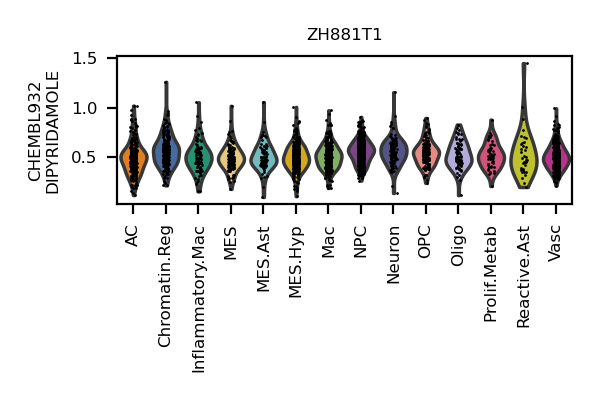 ZH881T1
CHEMBL932
DIPYRIDAMOLE
1.5
1.0
0.5
AC
Chromatin.Reg
Inflammatory.Mac
MES
MES.Ast
MES.Hyp
Mac
NPC
Neuron
OPC
Oligo
Prolif.Metab
Reactive.Ast
Vasc